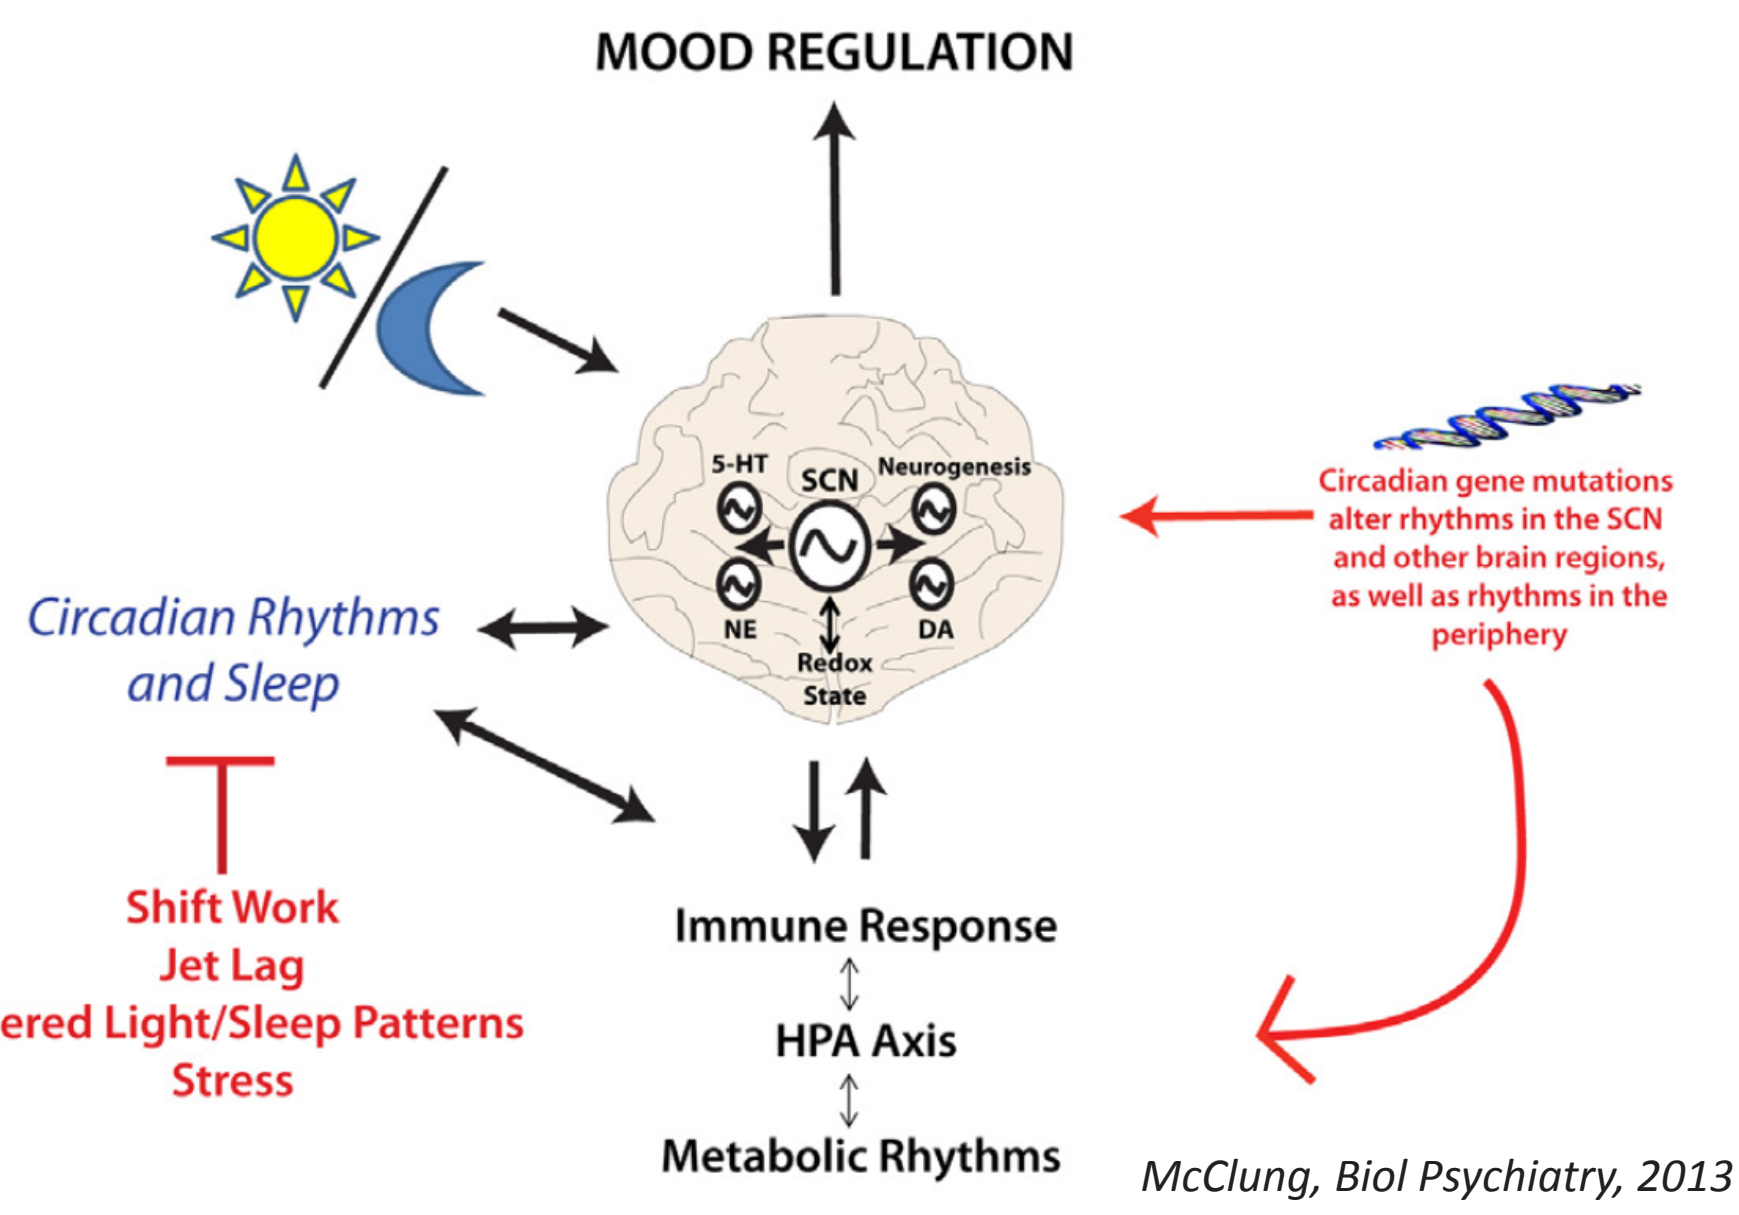 MOOD REGULATION
5-HT
SCN
Neurogenesis
NE
DA
Redox
State
Circadian gene mutations
alter rhythms in the SCN
and other brain regions,
as well as rhythms in the
periphery
Circadian Rhythms
and Sleep
Shift Work
Jet Lag
ered Light/Sleep Patterns
Stress
Immune Response
HPA Axis
Metabolic Rhythms
McClung, Biol Psychiatry, 2013